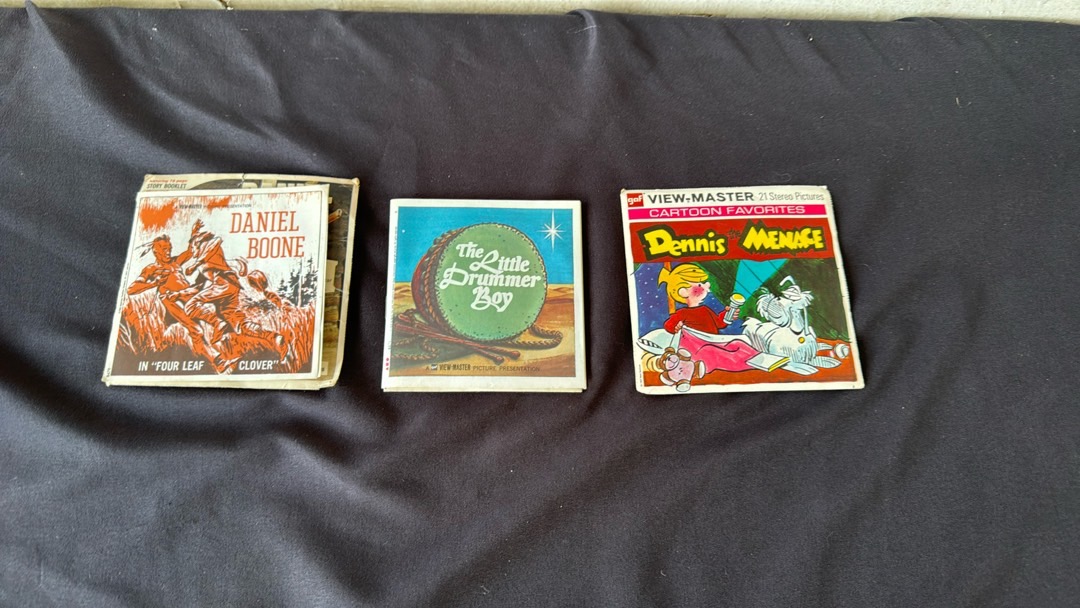 STORY BOOKLET
DANIEL
BOONE
IN "FOUR LEAF CLOVER"
The
Little
Drummer
Boy
A VIEW-MASTER PICTURE PRESENTATION
gaf VIEW-MASTER 21 Stereo Pictures
CARTOON FAVORITES
Dennis the MENACE